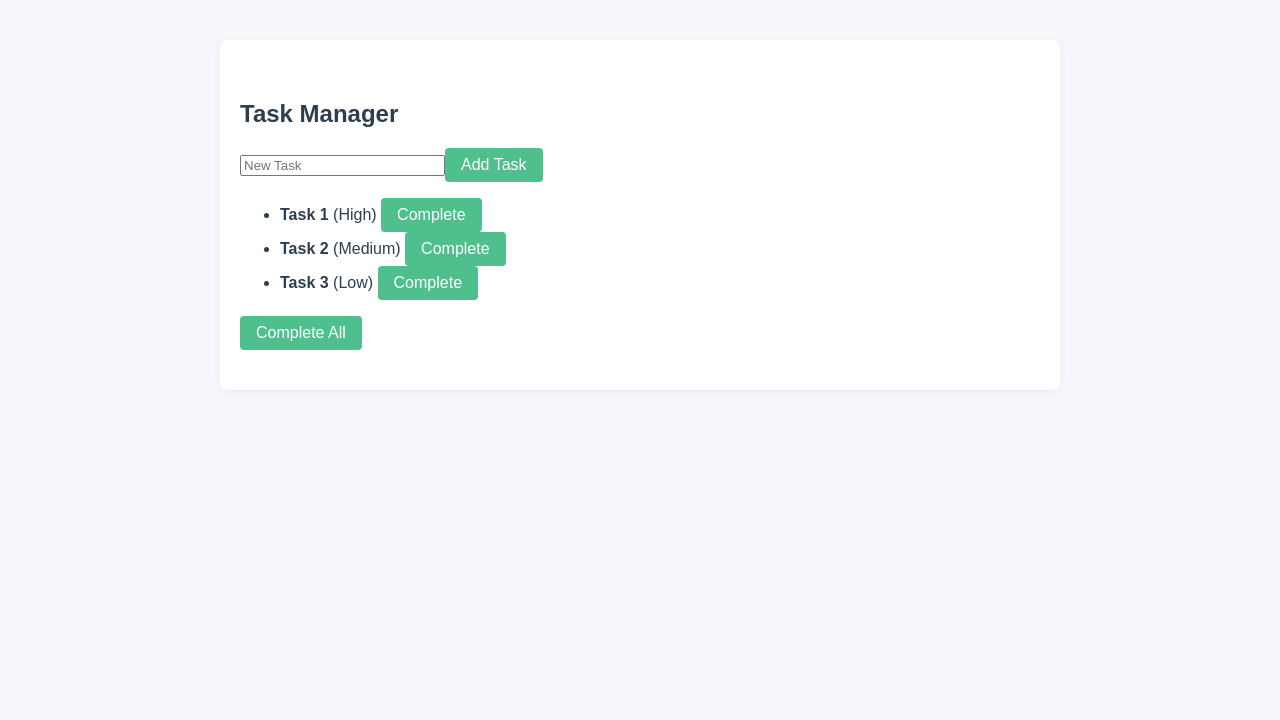 Task Manager
New Task Add Task
Task 1 (High) Complete
Task 2 (Medium) Complete
Task 3 (Low) Complete
Complete All